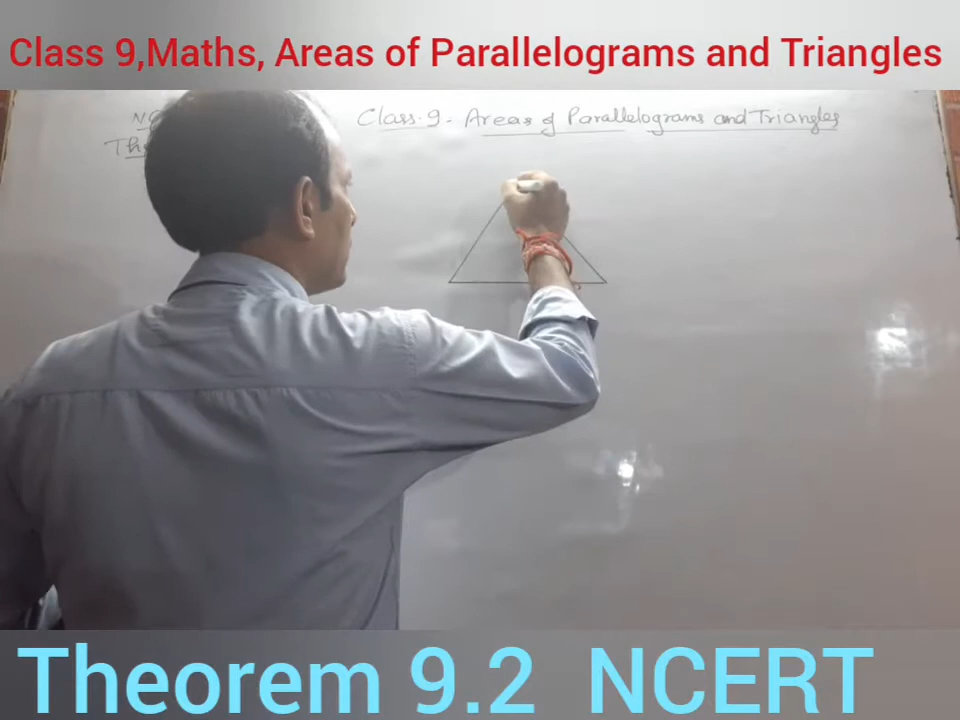 Class 9,Maths, Areas of Parallelograms and Triangles
Class.9- Areas of Parallelograms and Triangles
Theorem 9.2 NCERT